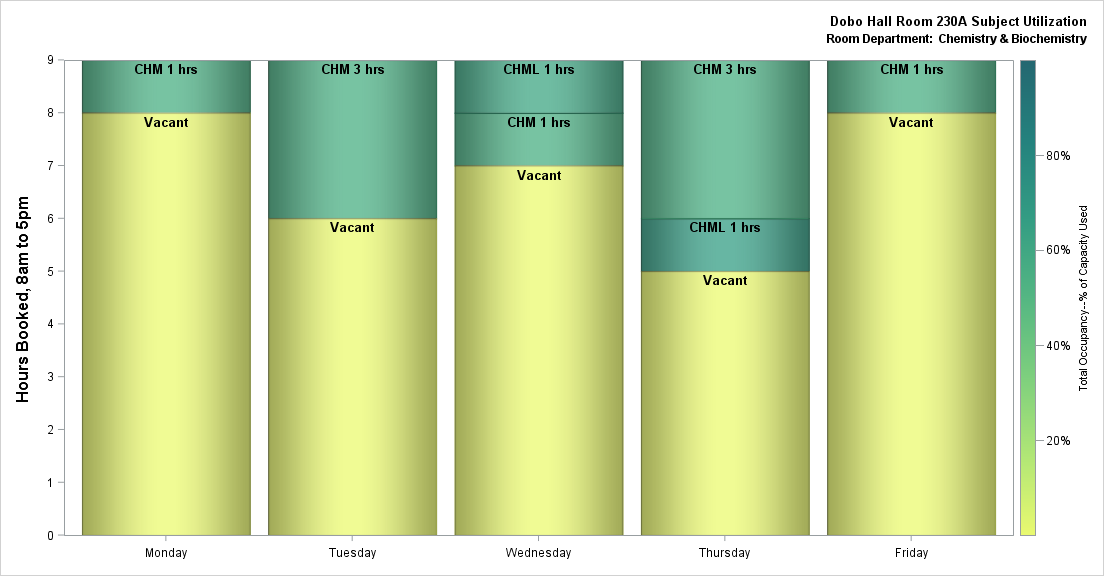 Dobo Hall Room 230A Subject Utilization
Room Department: Chemistry & Biochemistry
Hours Booked, 8am to 5pm
9
8
7
6
5
4
3
2
1
0
CHM 1 hrs
Vacant
CHM 3 hrs
Vacant
CHML 1 hrs
CHM 1 hrs
Vacant
CHM 3 hrs
CHML 1 hrs
Vacant
CHM 1 hrs
Vacant
Monday
Tuesday
Wednesday
Thursday
Friday
80%
60%
40%
20%
Total Occupancy--% of Capacity Used